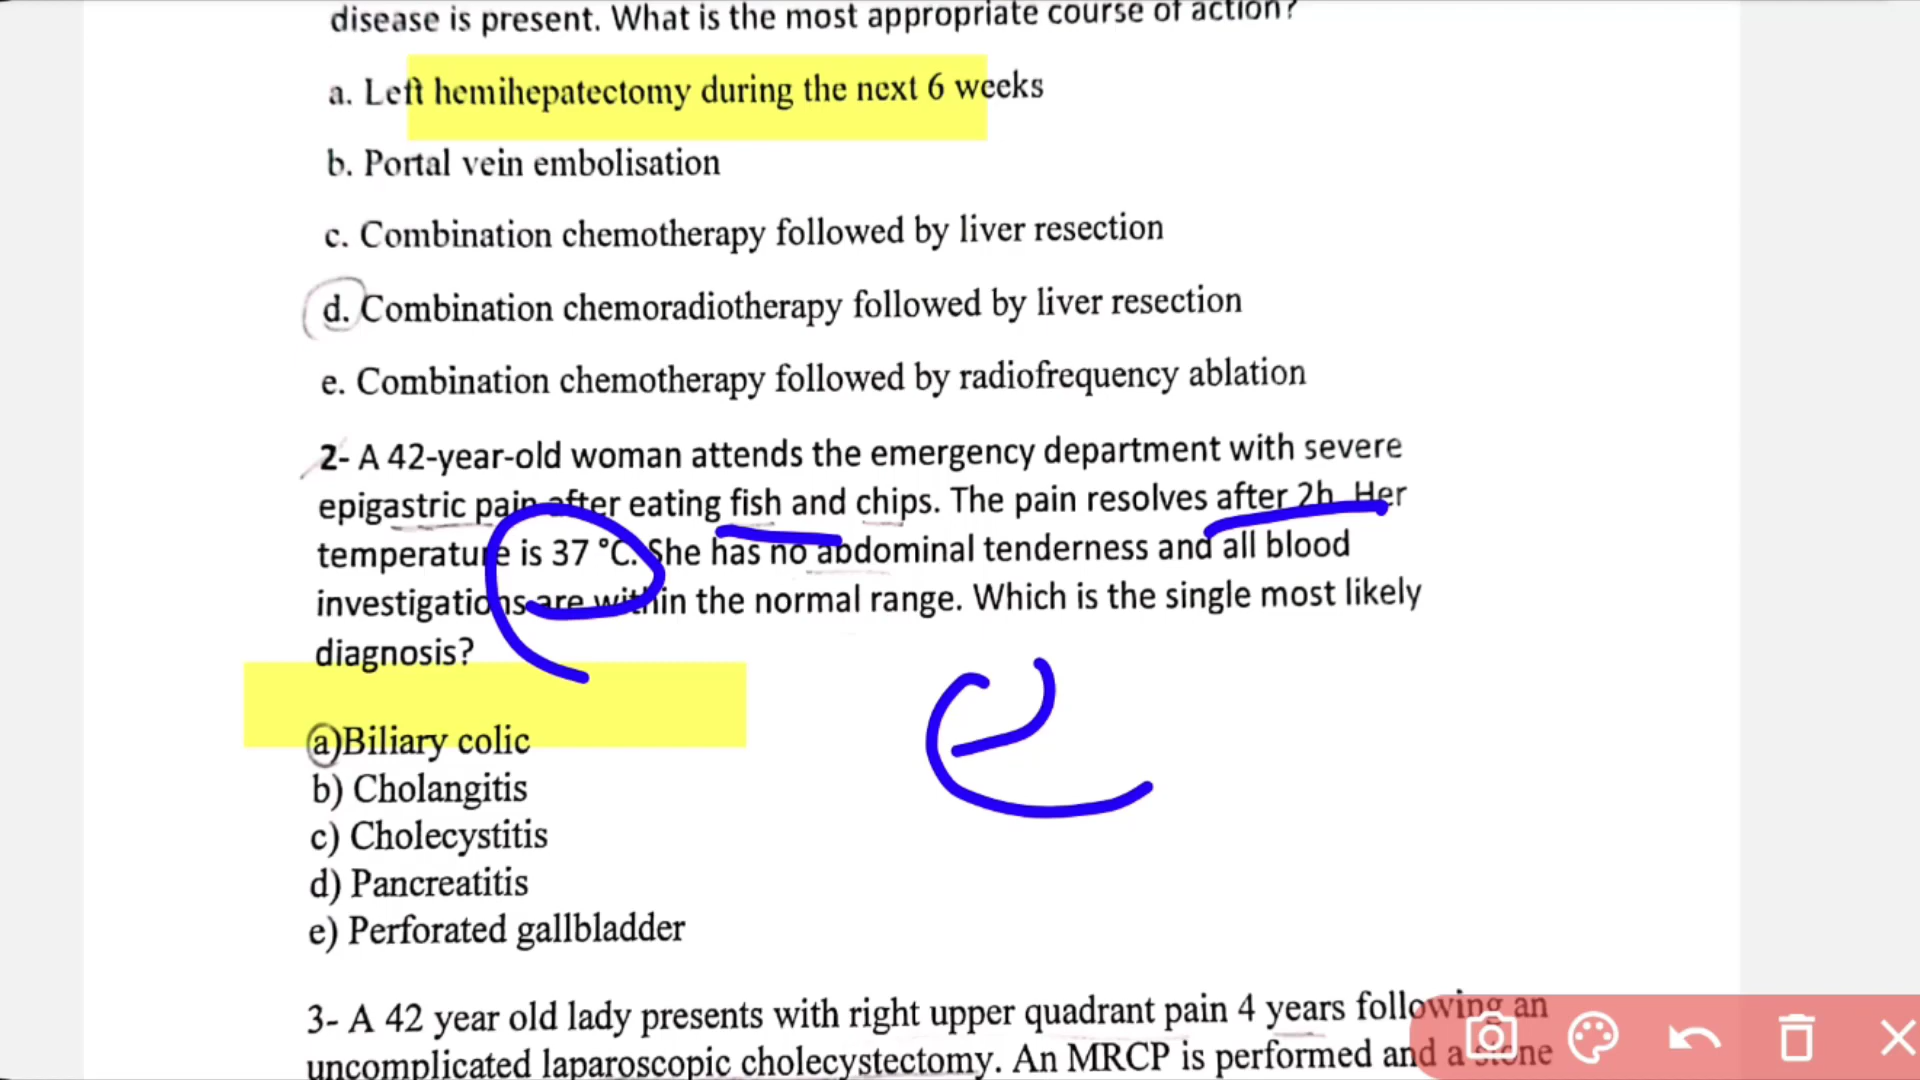 disease is present. What is the most appropriate course of action?
a. Left hemihepatectomy during the next 6 weeks
b. Portal vein embolisation
c. Combination chemotherapy followed by liver resection
d. Combination chemoradiotherapy followed by liver resection
e. Combination chemotherapy followed by radiofrequency ablation
2- A 42-year-old woman attends the emergency department with severe
epigastric pain after eating fish and chips. The pain resolves after 2h. Her
temperature is 37 °C. She has no abdominal tenderness and all blood
investigations are within the normal range. Which is the single most likely
diagnosis?
a) Biliary colic
b) Cholangitis
c) Cholecystitis
d) Pancreatitis
e) Perforated gallbladder
3- A 42 year old lady presents with right upper quadrant pain 4 years following an
uncomplicated laparoscopic cholecystectomy. An MRCP is performed and a stone